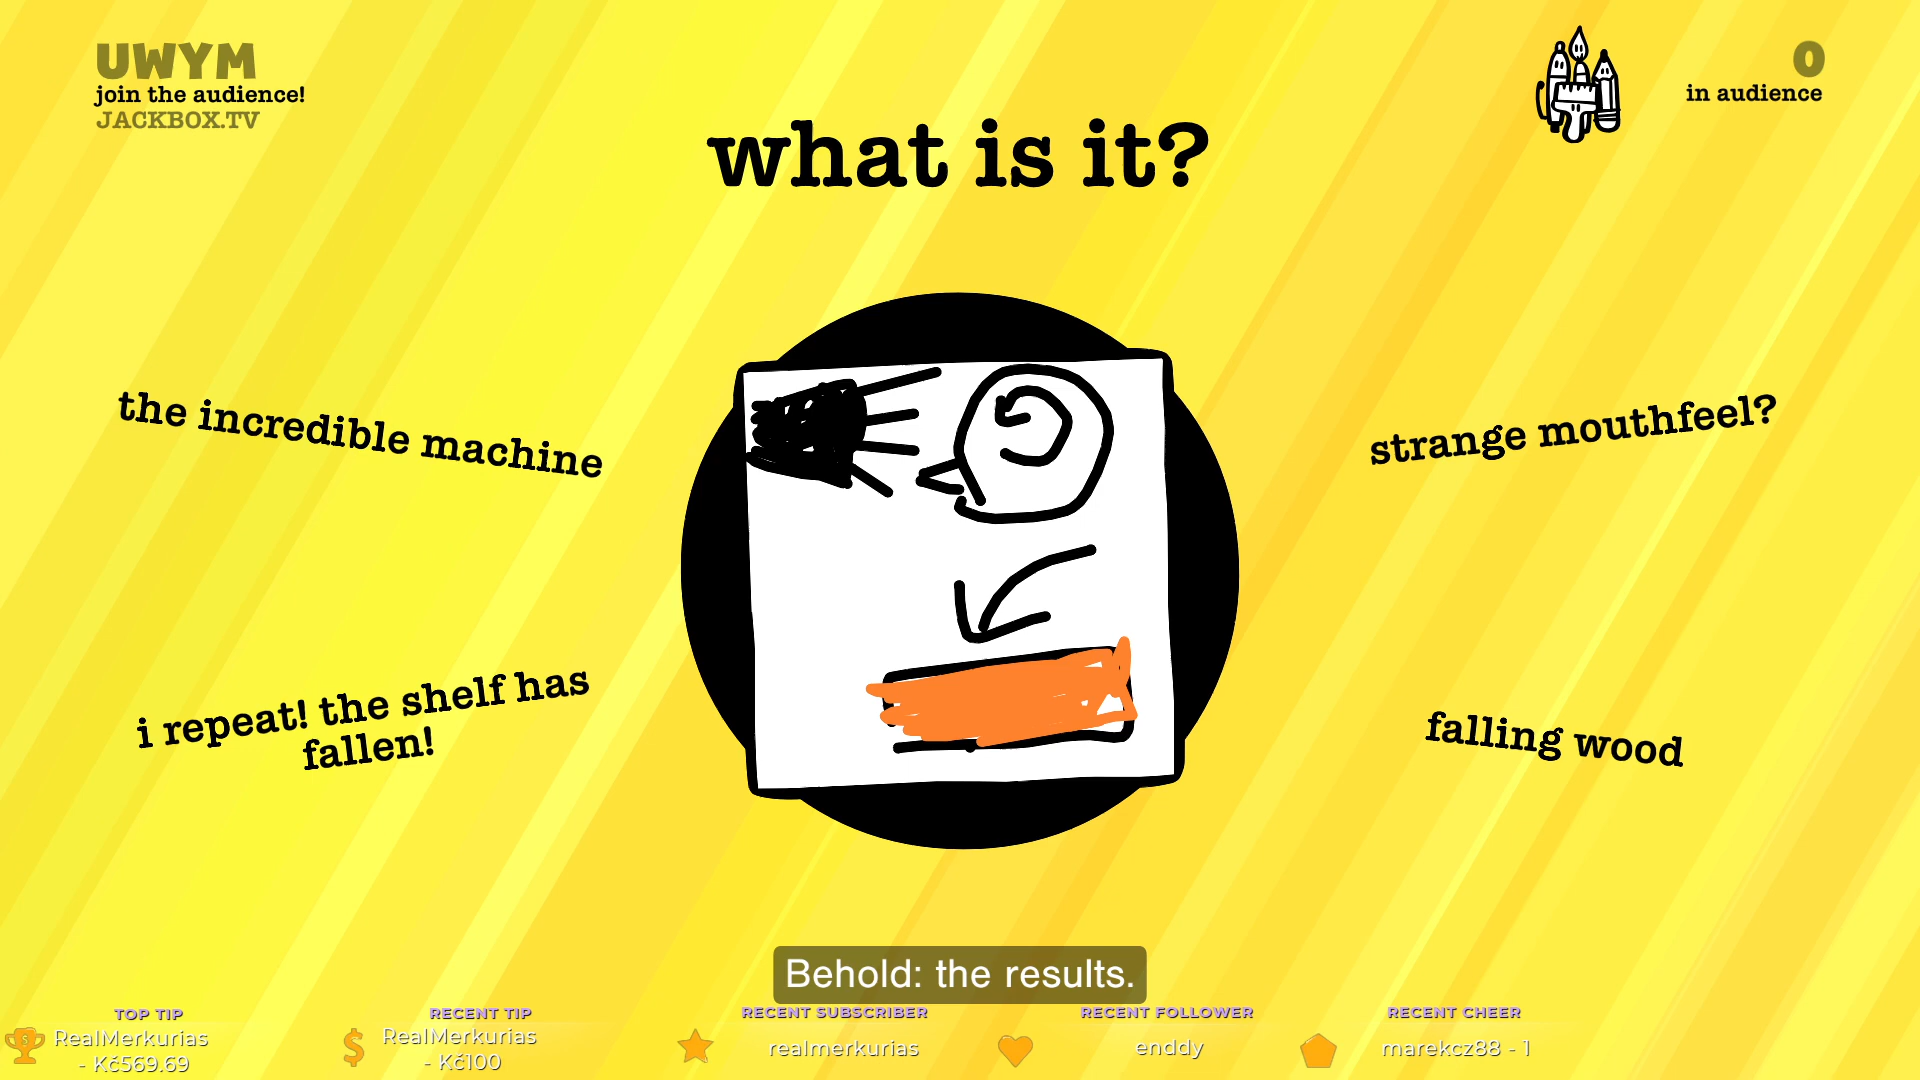 UWYM
join the audience!
JACKBOX.TV
0
in audience
what is it?
the incredible machine
strange mouthfeel?
i repeat! the shelf has
fallen!
falling wood
Behold: the results.
TOP TIP
RealMerkurias
- Kč569.69
RECENT TIP
RealMerkurias
- Kč100
RECENT SUBSCRIBER
realmerkurias
RECENT FOLLOWER
enddy
RECENT CHEER
marekcz88 - 1